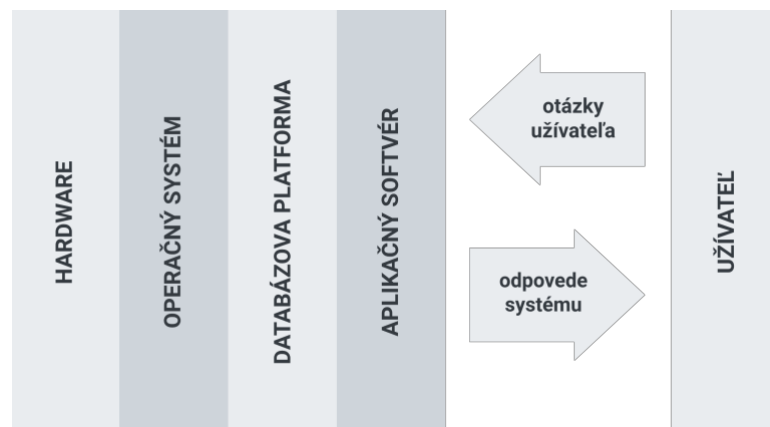 HARDWARE
OPERAČNÝ SYSTÉM
DATABÁZOVA PLATFORMA
APLIKAČNÝ SOFTVÉR
otázky
užívateľa
odpovede
systému
UŽÍVATEĽ